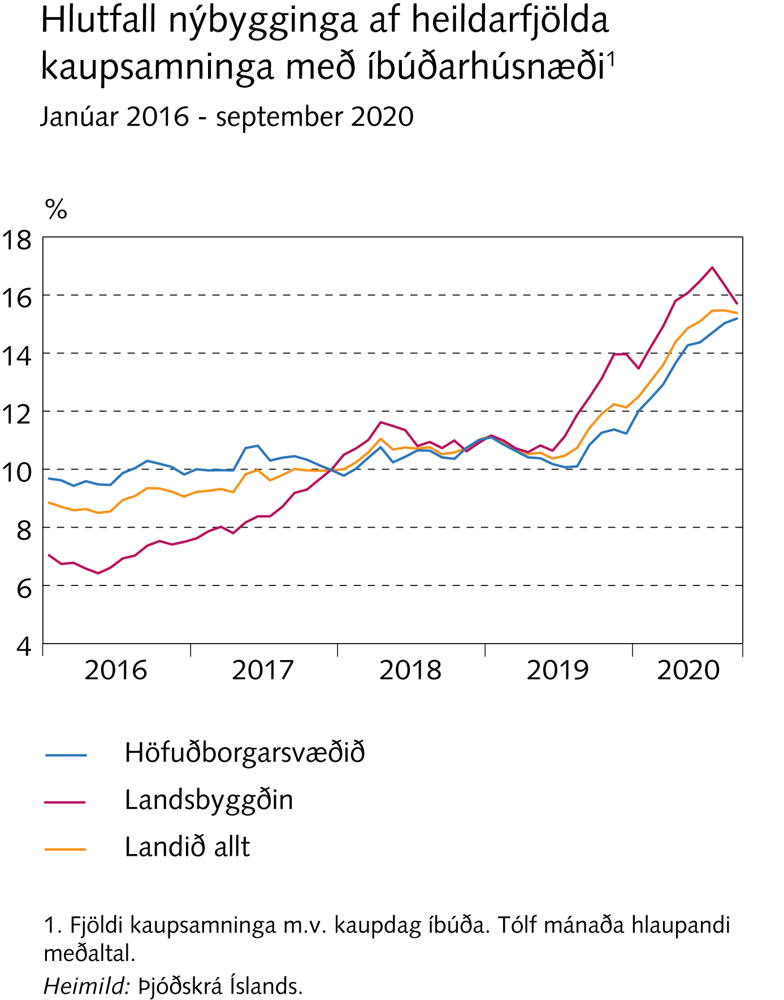 Hlutfall nýbygginga af heildarfjölda
kaupsamninga með íbúðarhúsnæði¹
Janúar 2016 - september 2020
%
18
16
14
12
10
8
6
4
2016 2017 2018 2019 2020
Höfuðborgarsvæðið
Landsbyggðin
Landið allt
1. Fjöldi kaupsamninga m.v. kaupdag íbúða. Tólf mánaða hlaupandi
meðaltal.
Heimild: Þjóðskrá Íslands.